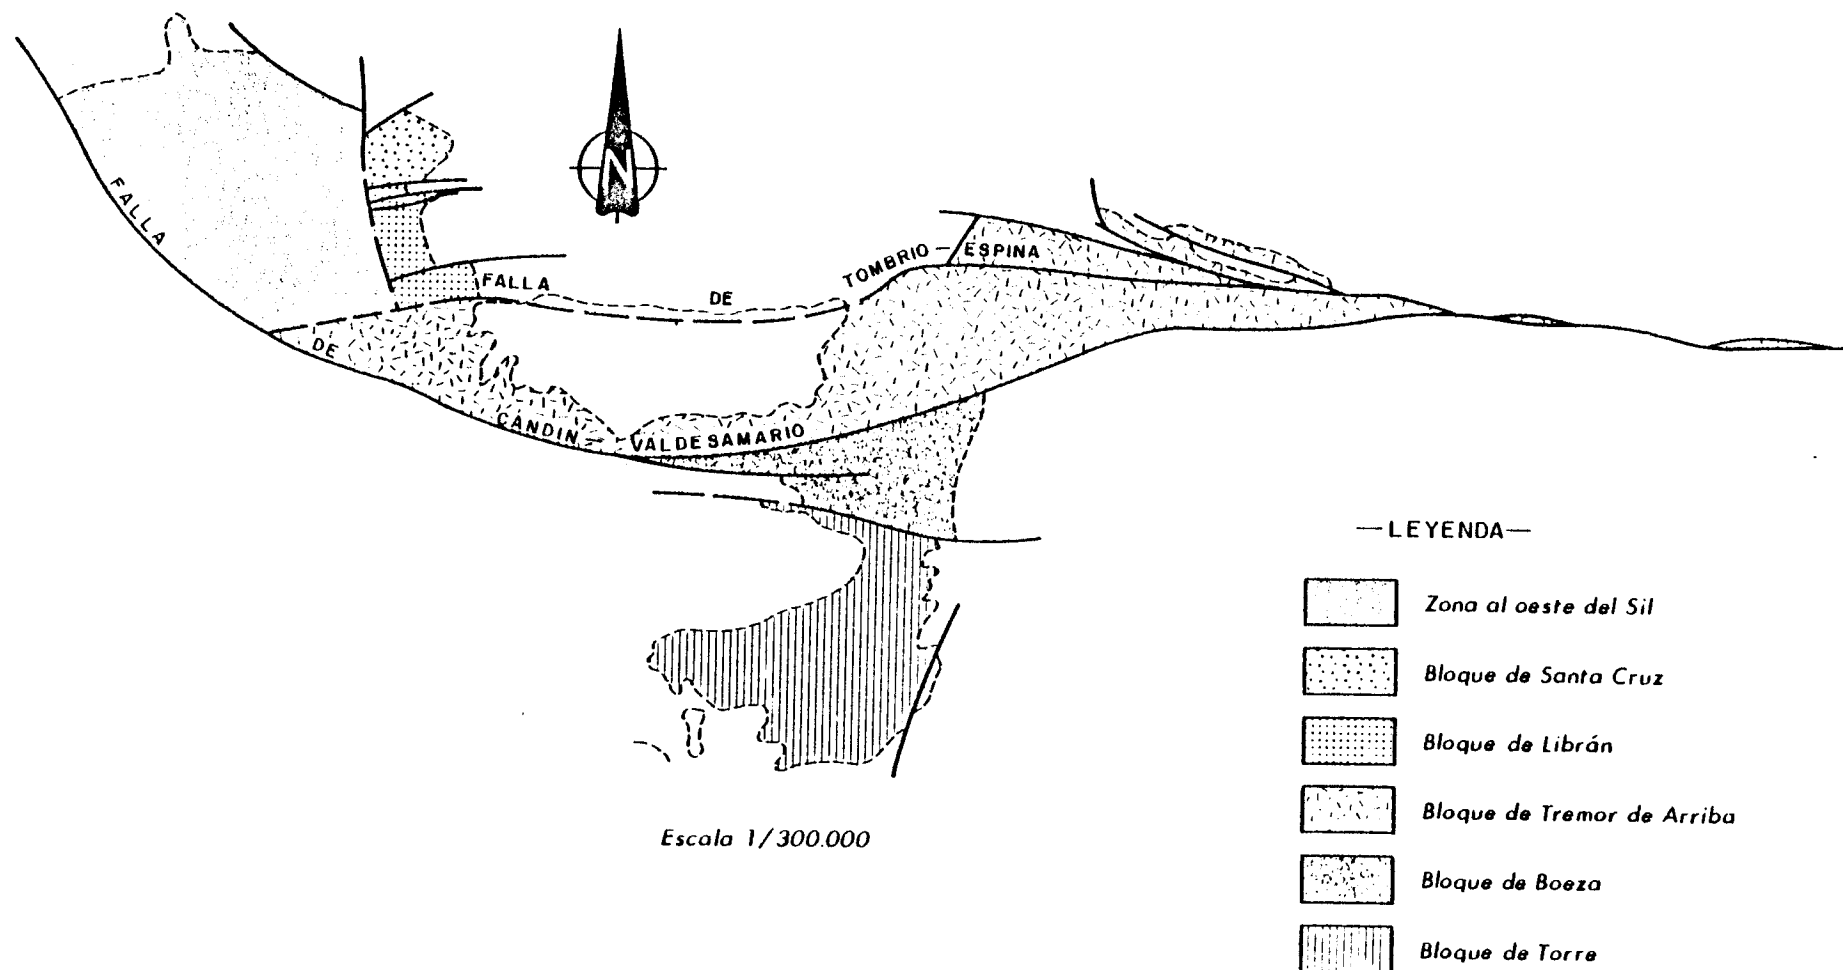 N
FALLA
DE
CANDIN — VALDESAMARIO
FALLA DE TOMBRIO — ESPINA
Escala 1/300.000
—LEYENDA—
Zona al oeste del Sil
Bloque de Santa Cruz
Bloque de Librán
Bloque de Tremor de Arriba
Bloque de Boeza
Bloque de Torre